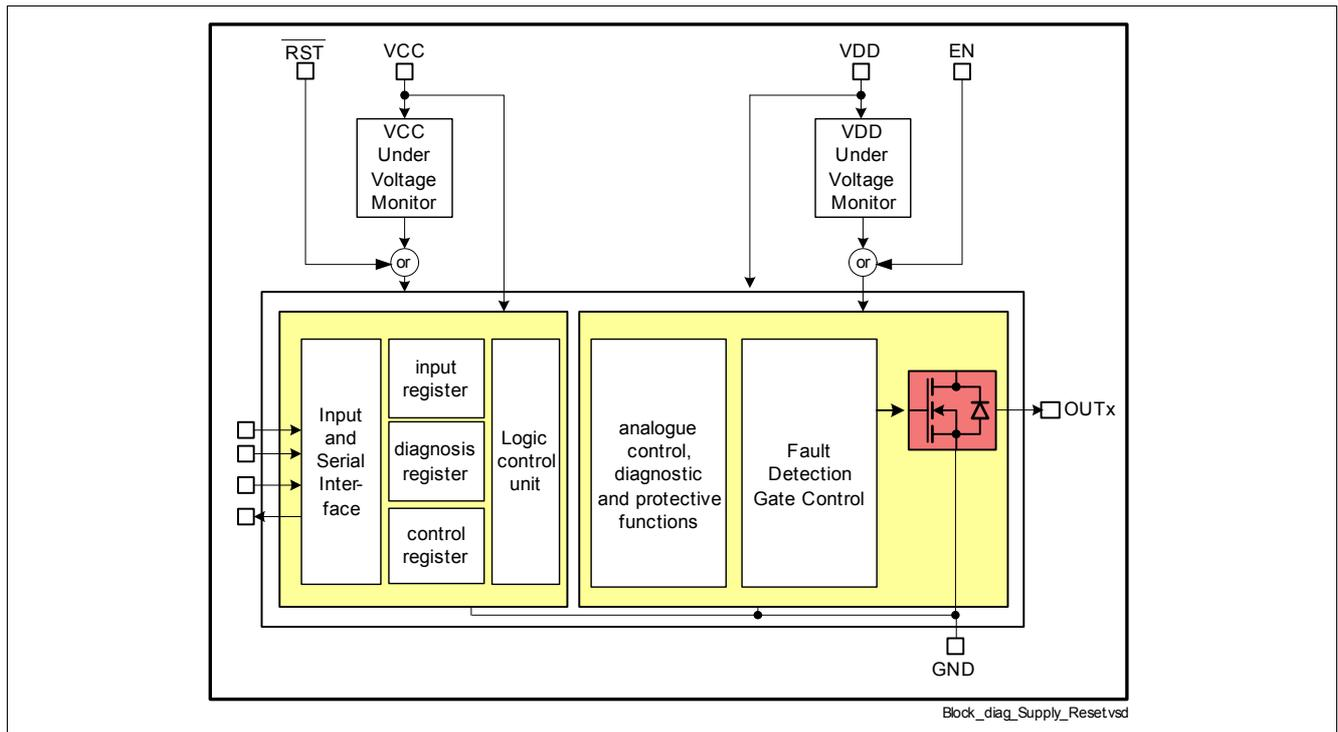 RST
VCC
VDD
EN
VCC
Under
Voltage
Monitor
VDD
Under
Voltage
Monitor
or
or
Input
and
Serial
Inter-
face
input
register
diagnosis
register
control
register
Logic
control
unit
analogue
control,
diagnostic
and protective
functions
Fault
Detection
Gate Control
OUTx
GND
Block_diag_Supply_Reset.vsd